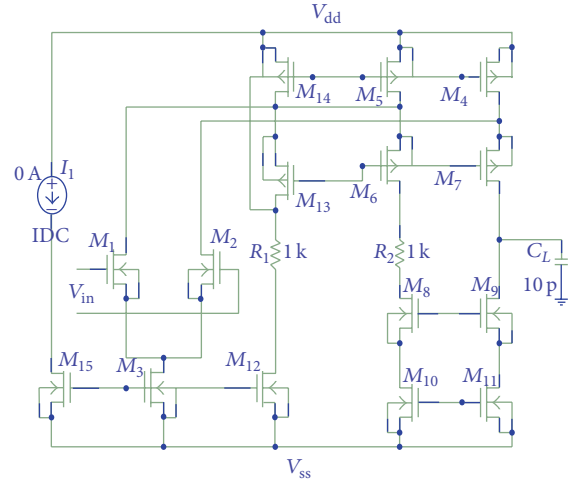 V_dd
M_14
M_5
M_4
0 A
I_1
M_13
M_6
M_7
IDC
M_1
M_2
R_1 1 k
R_2 1 k
C_L
V_in
M_8
M_9
10 p
M_15
M_3
M_12
M_10
M_11
V_ss